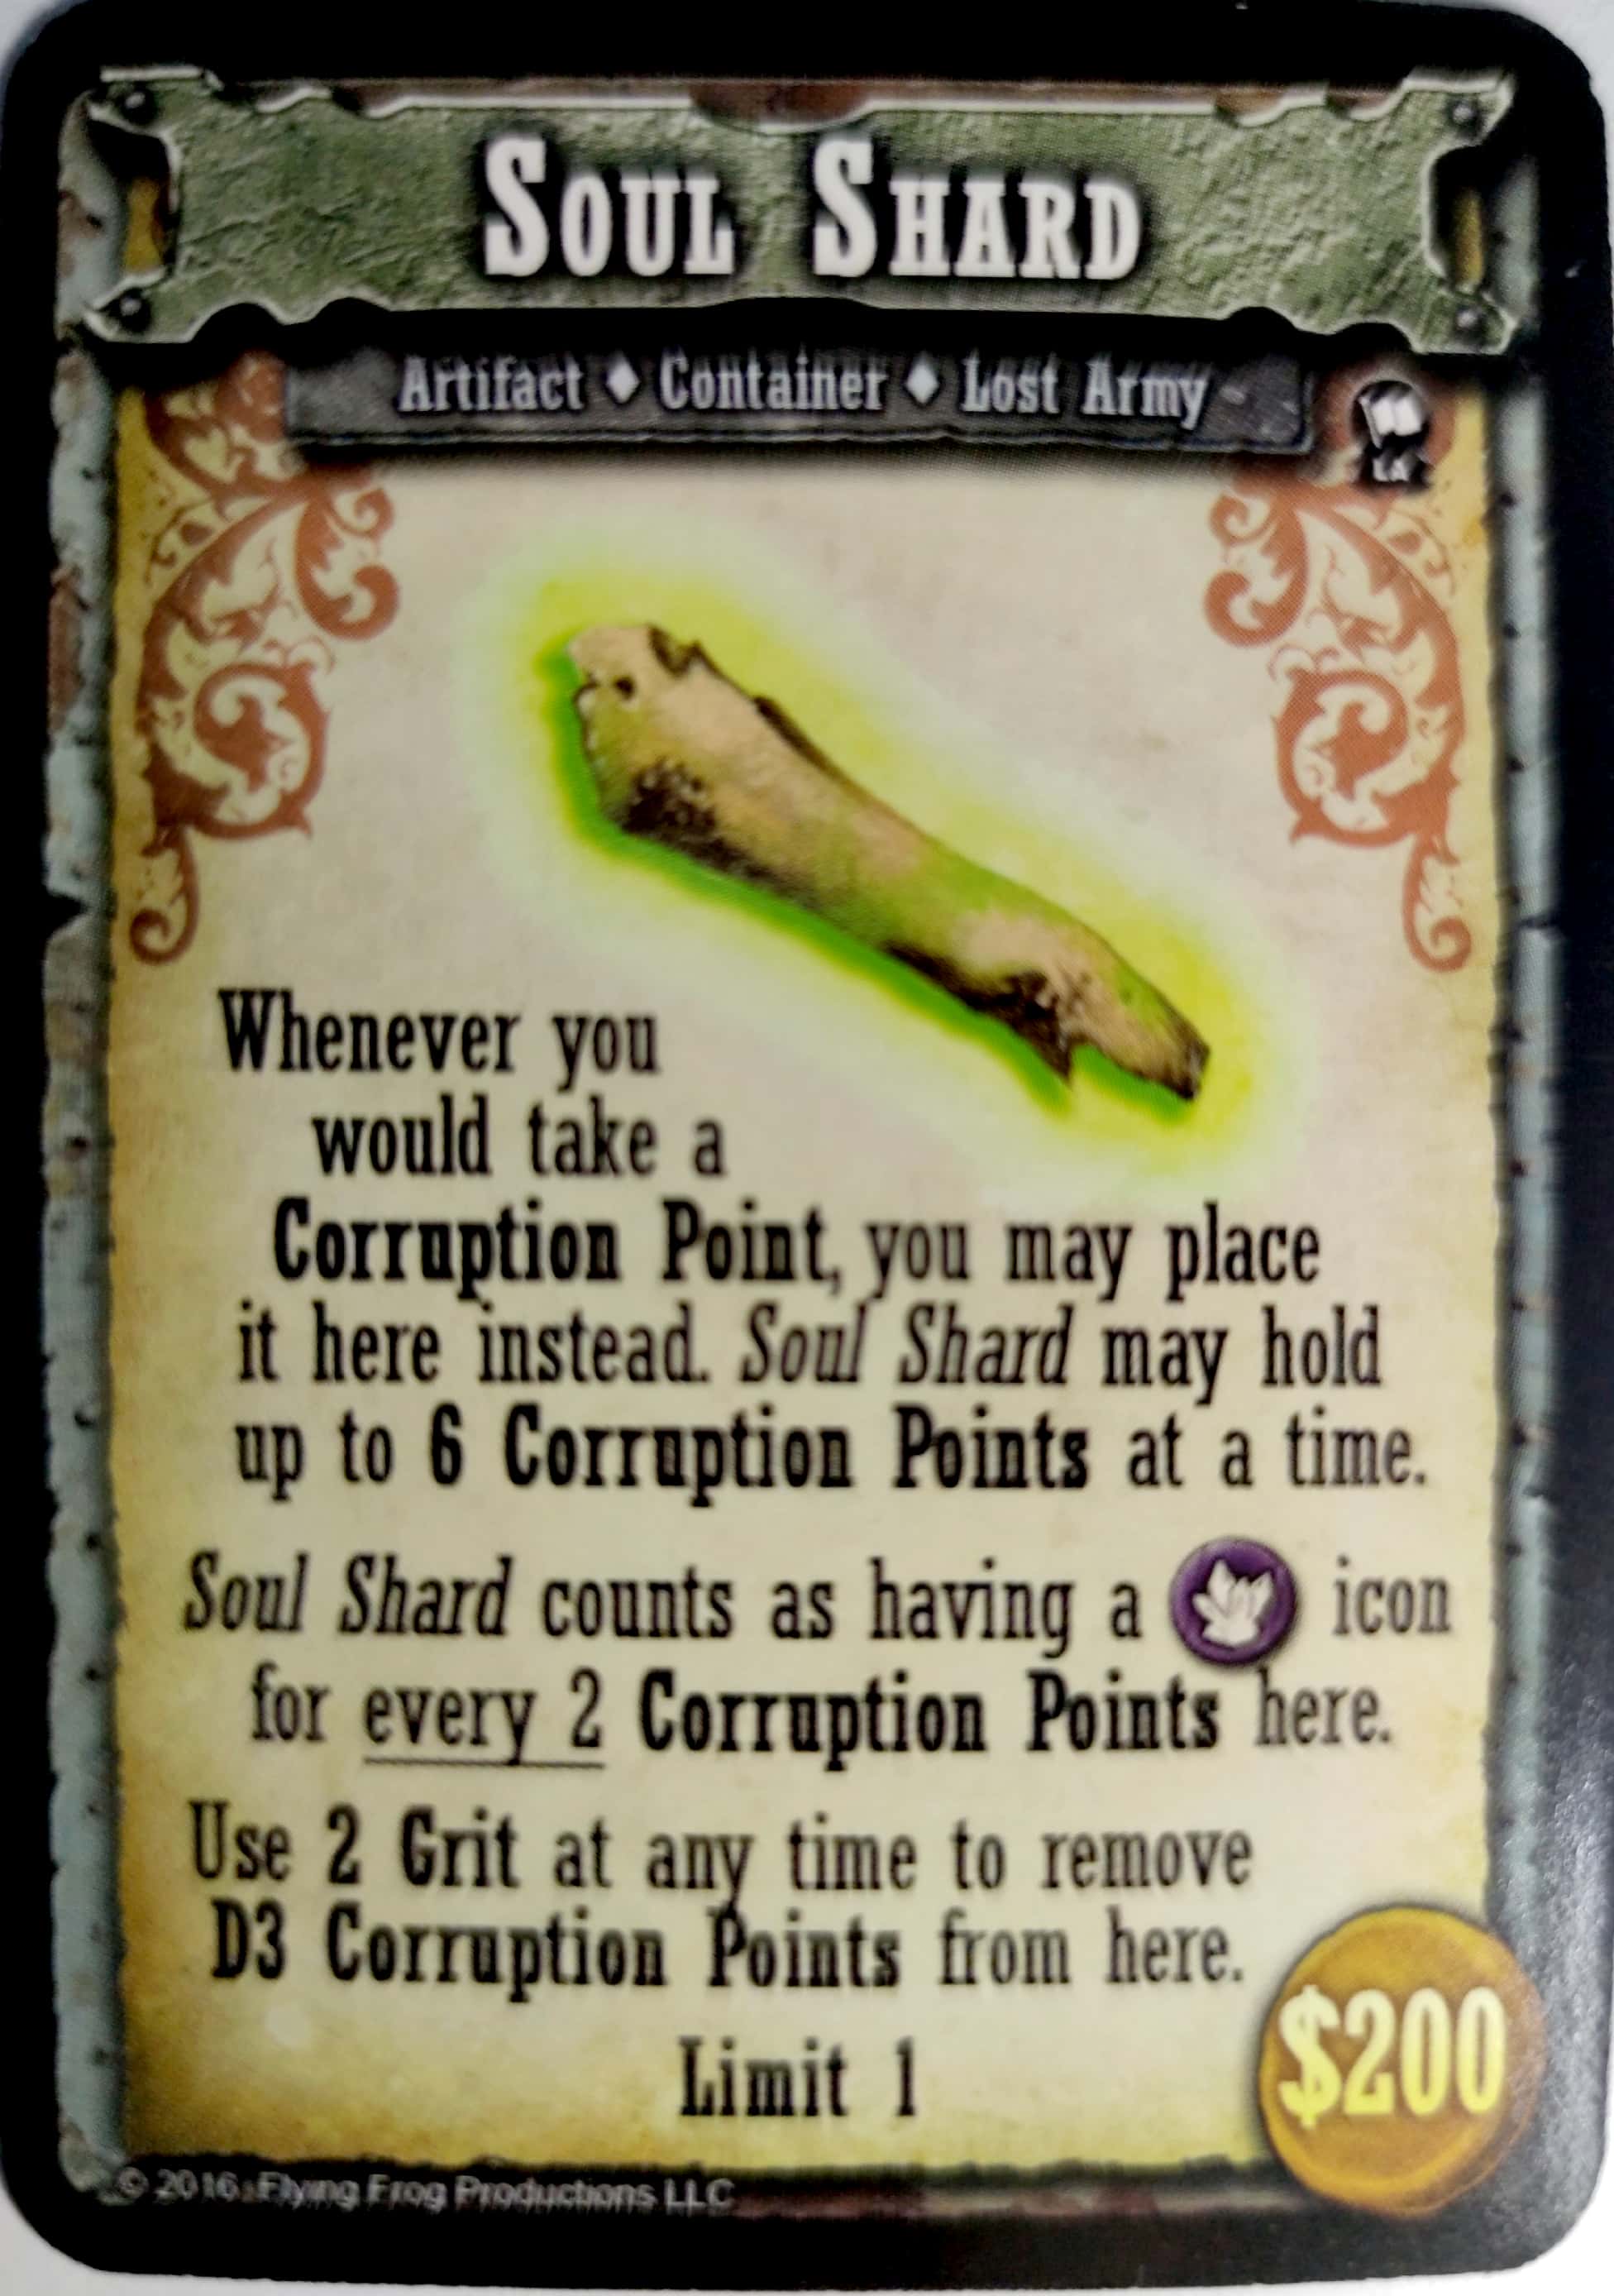 Soul Shard
Artifact ♦ Container ♦ Lost Army
LA
Whenever you
would take a
Corruption Point, you may place
it here instead. Soul Shard may hold
up to 6 Corruption Points at a time.
Soul Shard counts as having a icon
for every 2 Corruption Points here.
Use 2 Grit at any time to remove
D3 Corruption Points from here.
Limit 1
$200
© 2016 Flying Frog Productions LLC